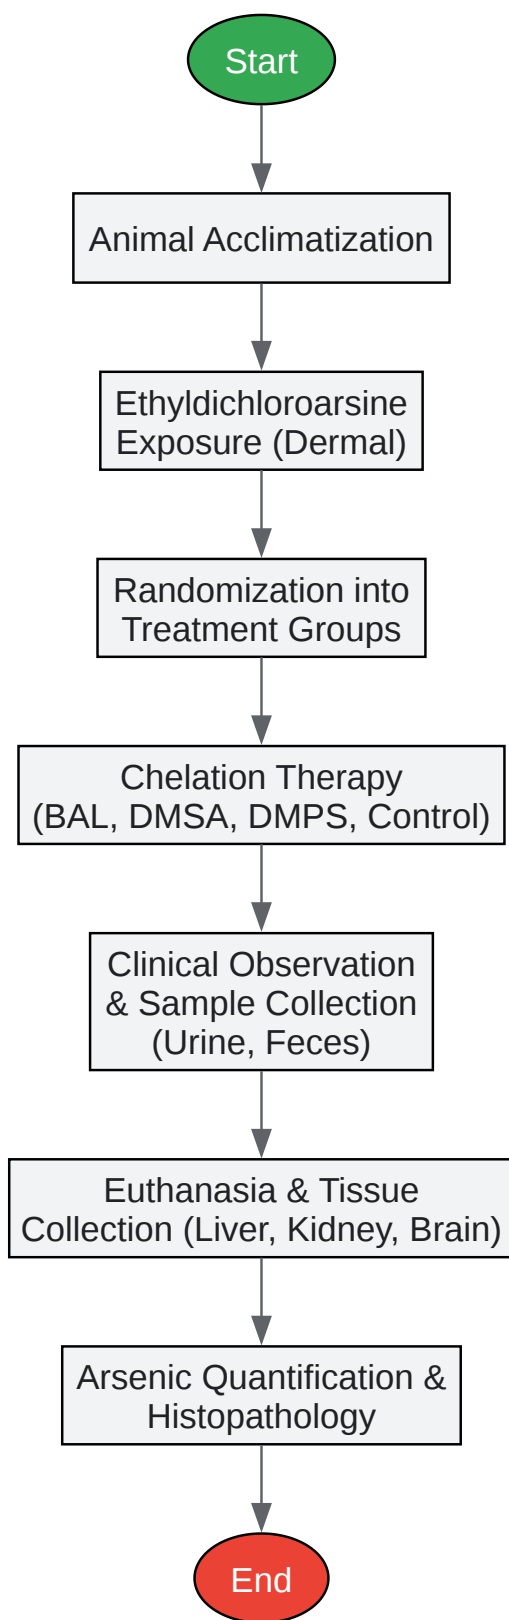 Start
Animal Acclimatization
Ethyldichloroarsine
Exposure (Dermal)
Randomization into
Treatment Groups
Chelation Therapy
(BAL, DMSA, DMPS, Control)
Clinical Observation
& Sample Collection
(Urine, Feces)
Euthanasia & Tissue
Collection (Liver, Kidney, Brain)
Arsenic Quantification &
Histopathology
End